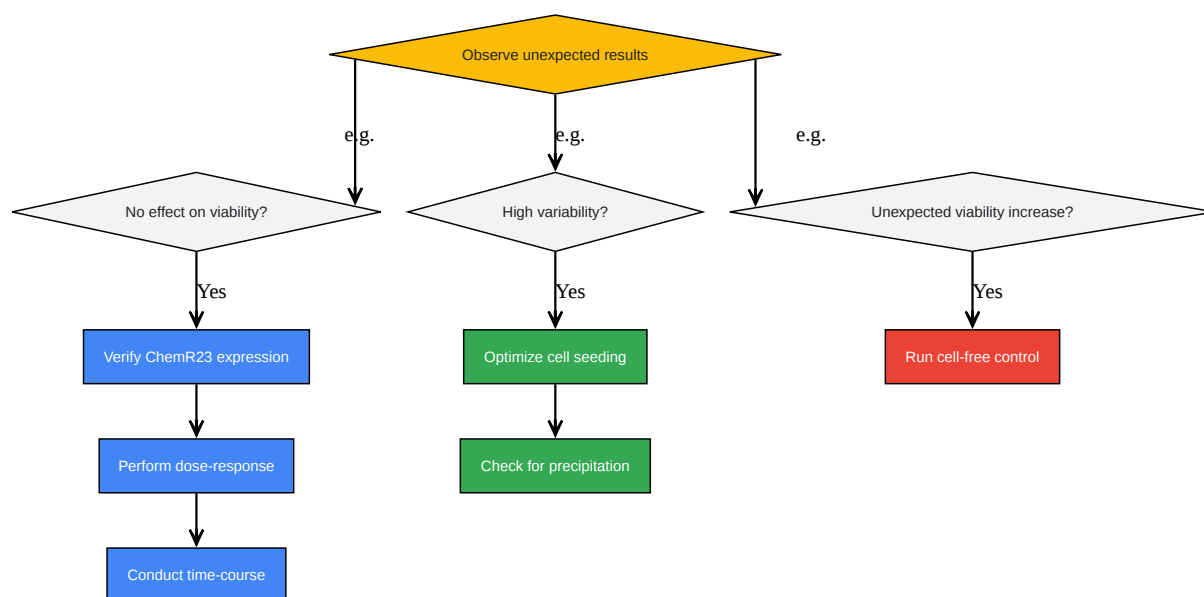 Observe unexpected results
e.g.
e.g.
e.g.
No effect on viability?
High variability?
Unexpected viability increase?
Yes
Yes
Yes
Verify ChemR23 expression
Optimize cell seeding
Run cell-free control
Perform dose-response
Check for precipitation
Conduct time-course